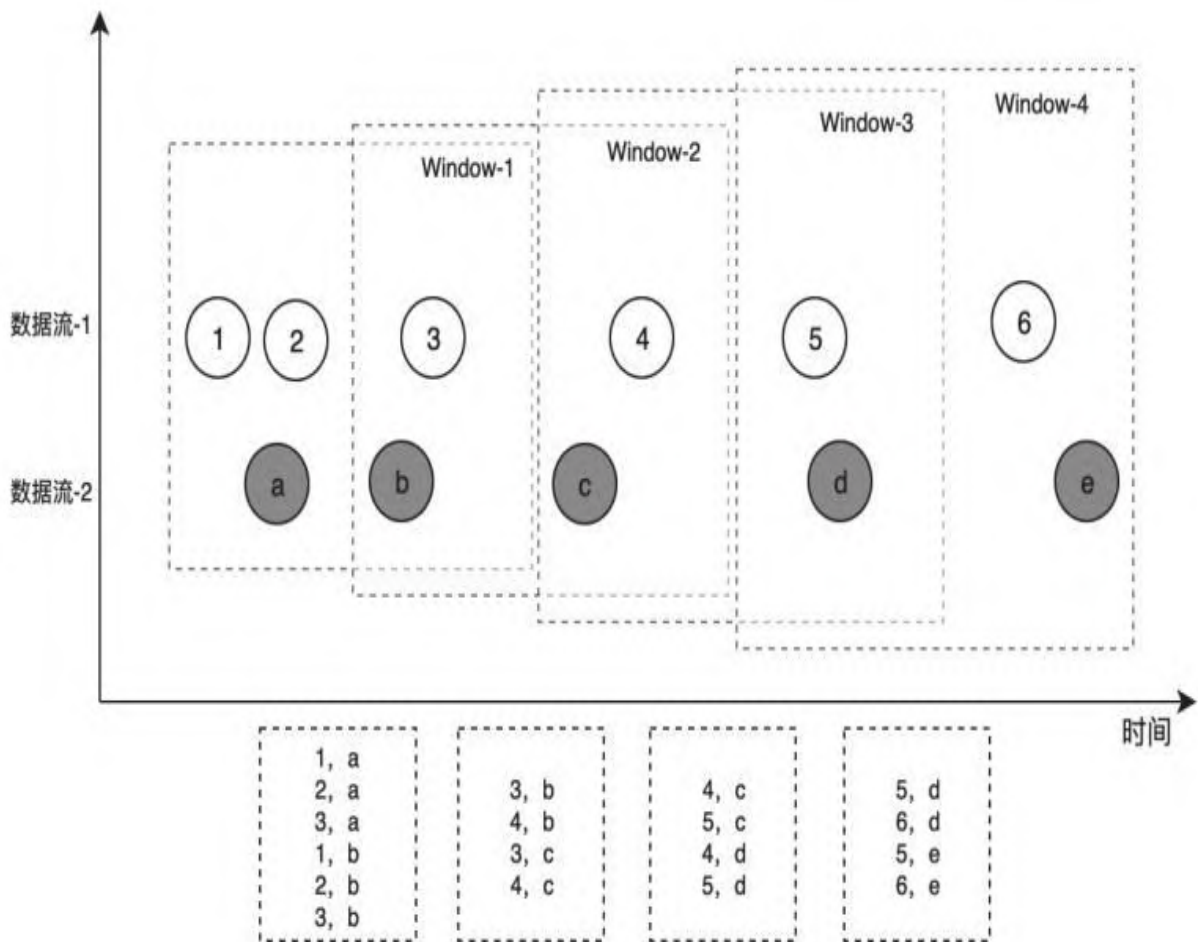 Window-4
Window-3
Window-2
Window-1
数据流-1
1
2
3
4
5
6
数据流-2
a
b
c
d
e
时间
1, a
2, a
3, a
1, b
2, b
3, b
3, b
4, b
3, c
4, c
4, c
5, c
4, d
5, d
5, d
6, d
5, e
6, e